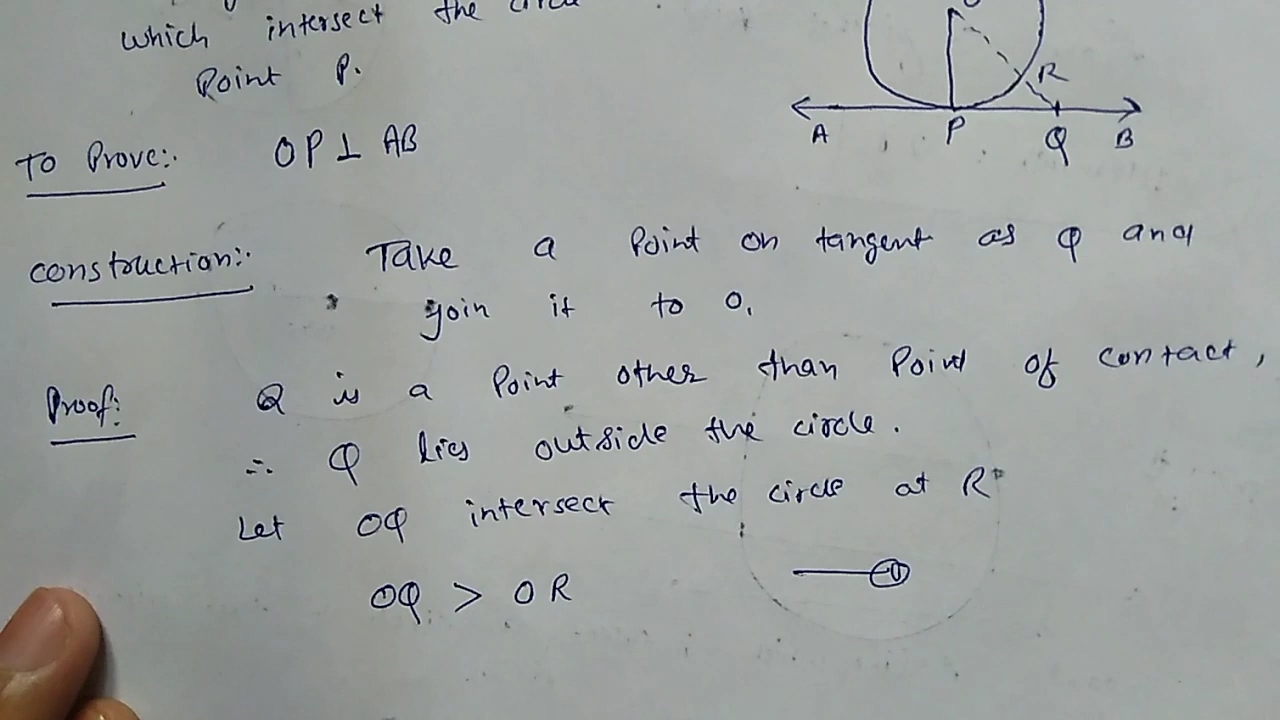 which intersect the circle
Point P.
R
A P Q B
To Prove:. OP ⊥ AB
Construction:. Take a Point on tangent as Q and
join it to O.
Proof: Q is a Point other than Point of contact,
∴ Q lies outside the circle.
Let OQ intersect the circle at R
OQ > OR —①